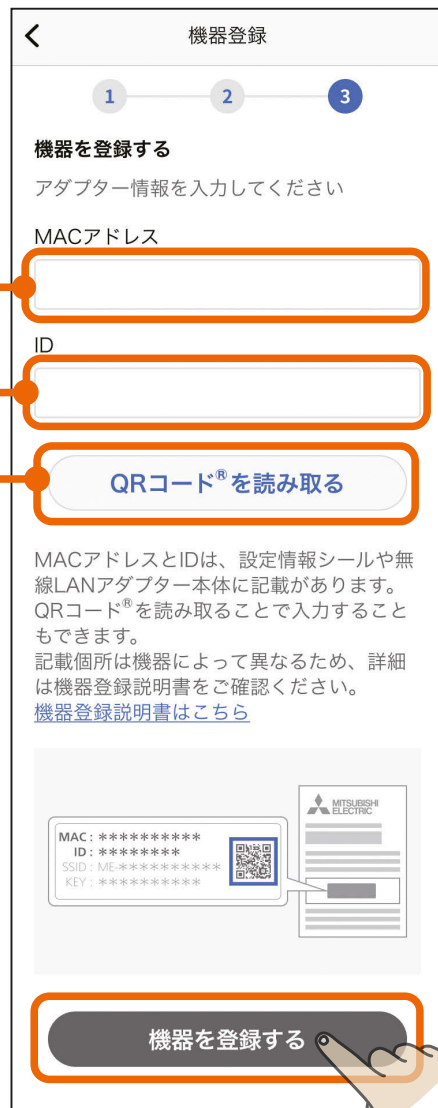 機器登録
1 2 3
機器を登録する
アダプター情報を入力してください
MACアドレス
ID
QRコード®を読み取る
MACアドレスとIDは、設定情報シールや無
線LANアダプター本体に記載があります。
QRコード®を読み取ることで入力すること
もできます。
記載個所は機器によって異なるため、詳細
は機器登録説明書をご確認ください。
機器登録説明書はこちら
MITSUBISHI
ELECTRIC
MAC : **********
ID : ********
SSID : ME-**********
KEY : **********
機器を登録する